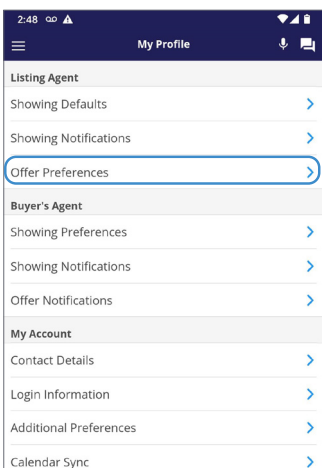 2:48
My Profile
Listing Agent
Showing Defaults
Showing Notifications
Offer Preferences
Buyer's Agent
Showing Preferences
Showing Notifications
Offer Notifications
My Account
Contact Details
Login Information
Additional Preferences
Calendar Sync